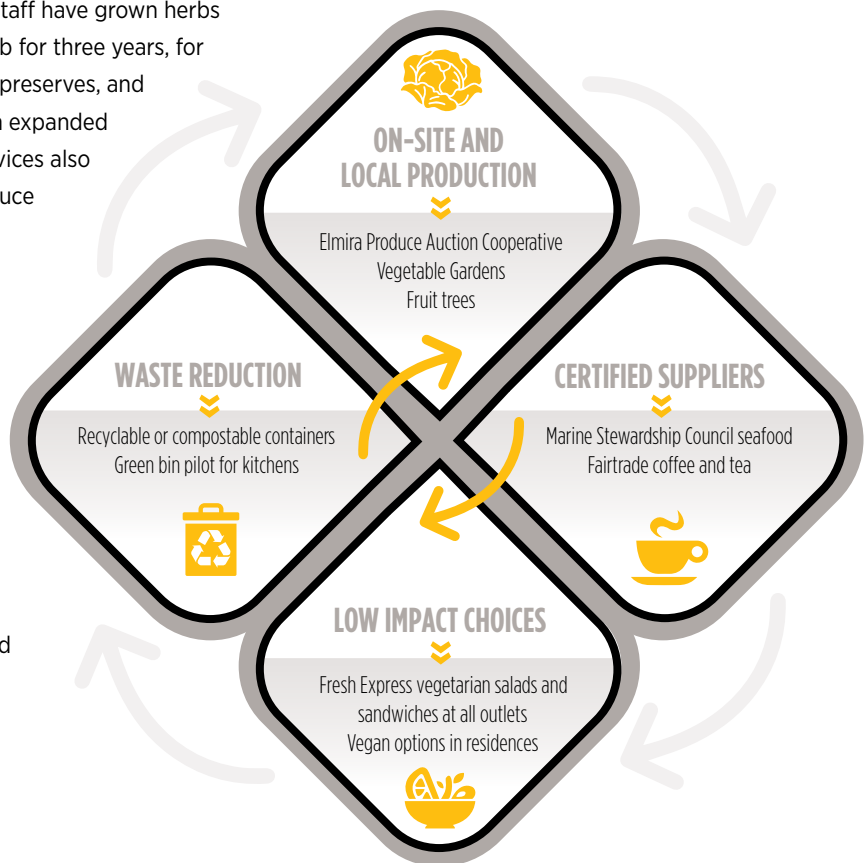 taff have grown herbs
b for three years, for
preserves, and
expanded
vices also
uce
ON-SITE AND
LOCAL PRODUCTION
Elmira Produce Auction Cooperative
Vegetable Gardens
Fruit trees
WASTE REDUCTION
Recyclable or compostable containers
Green bin pilot for kitchens
CERTIFIED SUPPLIERS
Marine Stewardship Council seafood
Fairtrade coffee and tea
LOW IMPACT CHOICES
Fresh Express vegetarian salads and
sandwiches at all outlets
Vegan options in residences
d